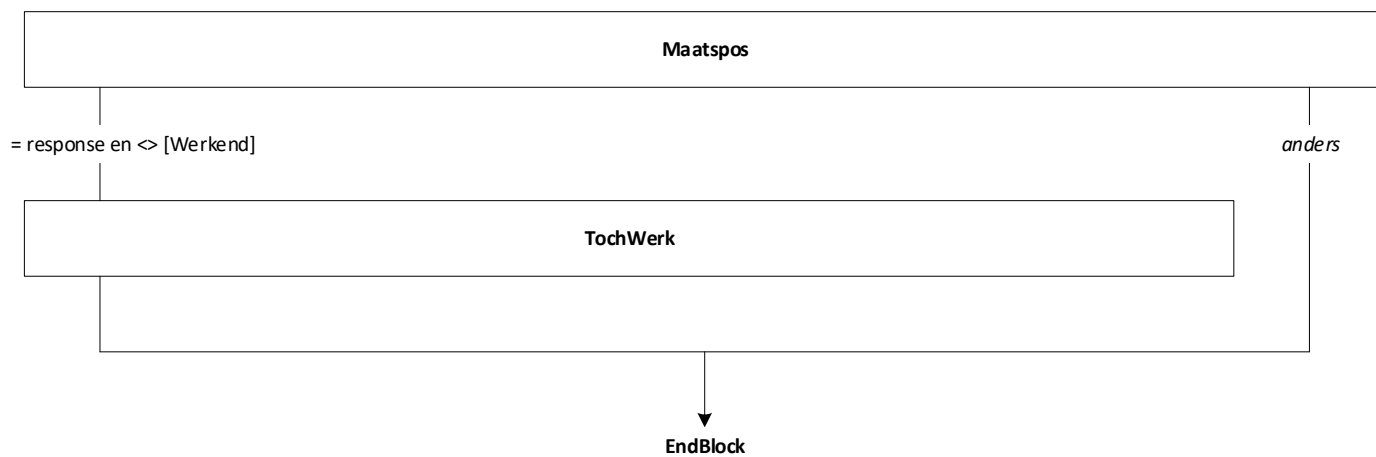 Maatspos
= response en <> [Werkend]
anders
TochWerk
EndBlock